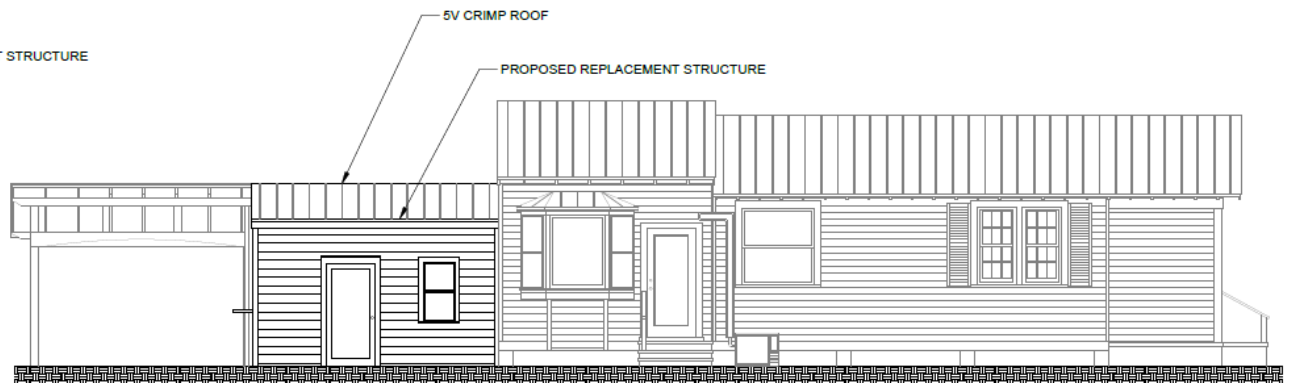 5V CRIMP ROOF
T STRUCTURE
PROPOSED REPLACEMENT STRUCTURE